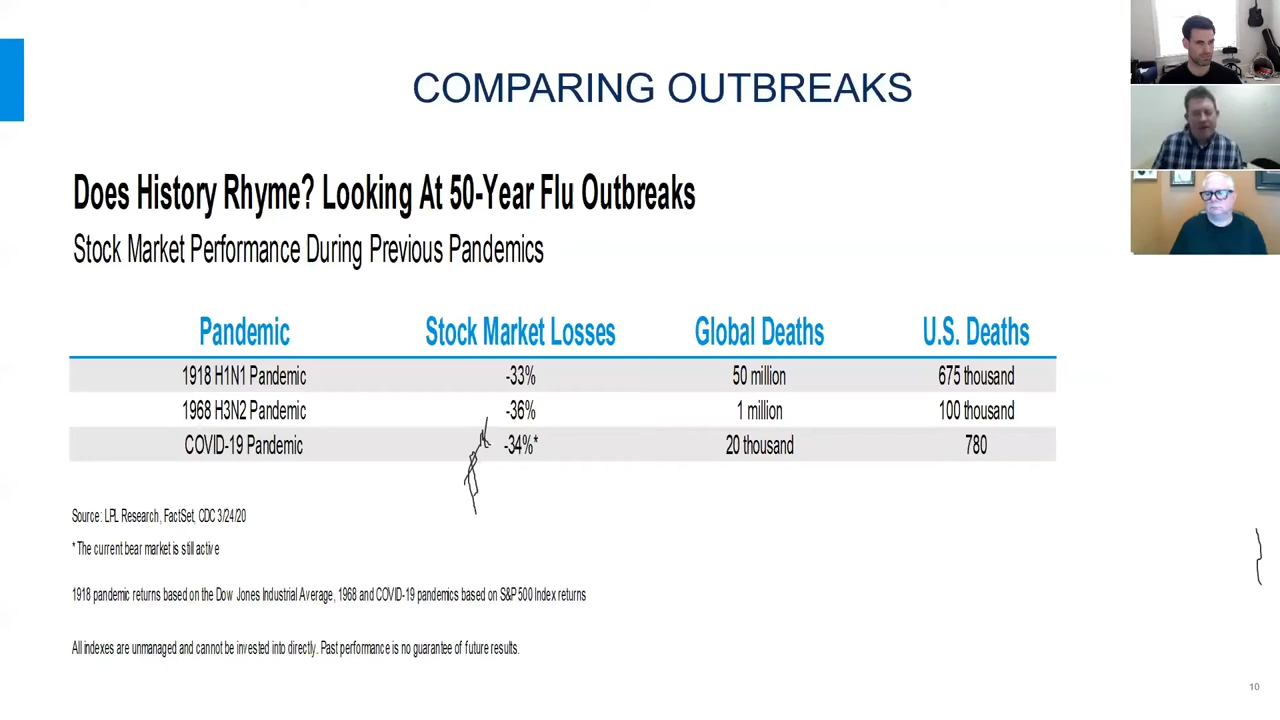 COMPARING OUTBREAKS
Does History Rhyme? Looking At 50-Year Flu Outbreaks
Stock Market Performance During Previous Pandemics
Pandemic Stock Market Losses Global Deaths U.S. Deaths
1918 H1N1 Pandemic -33% 50 million 675 thousand
1968 H3N2 Pandemic -36% 1 million 100 thousand
COVID-19 Pandemic -34%* 20 thousand 780
Source: LPL Research, FactSet, CDC 3/24/20
* The current bear market is still active
1918 pandemic returns based on the Dow Jones Industrial Average, 1968 and COVID-19 pandemics based on S&P 500 Index returns
All indexes are unmanaged and cannot be invested into directly. Past performance is no guarantee of future results.
10